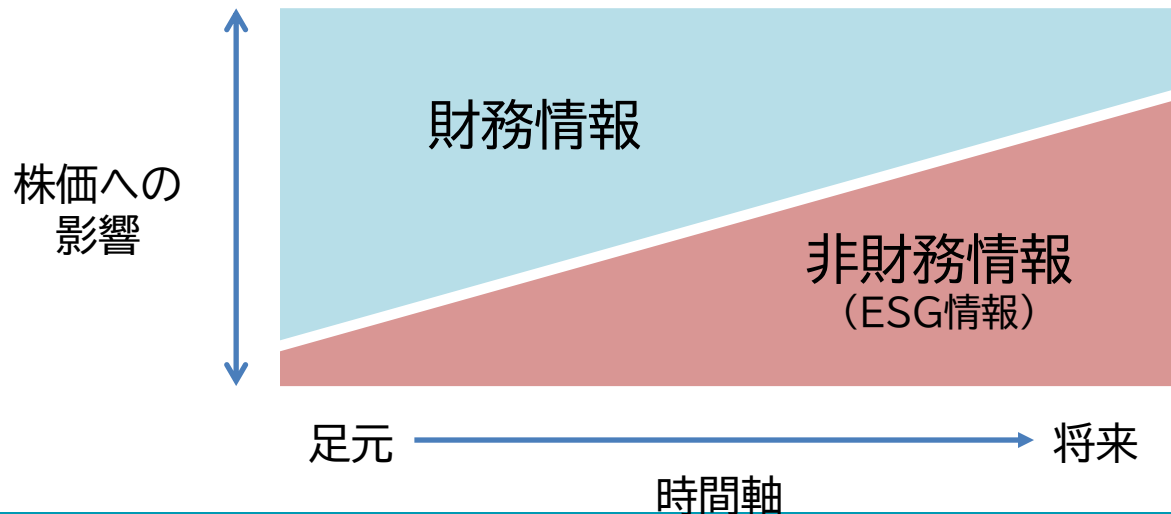 財務情報
株価への
影響
非財務情報
（ESG情報）
足元
将来
時間軸